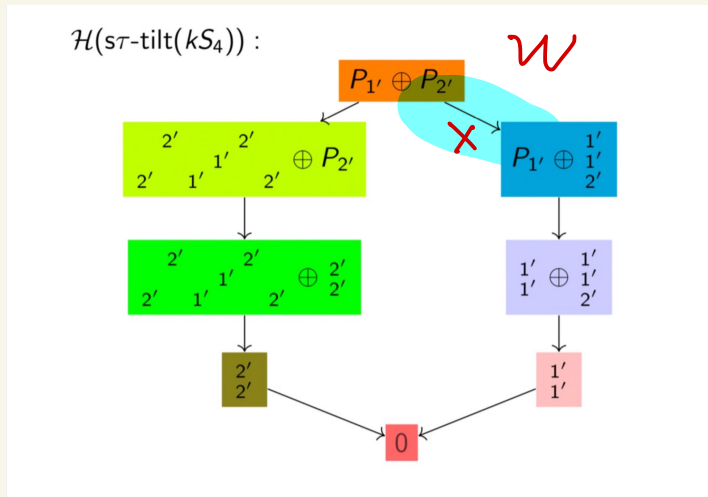 ℋ(sτ-tilt(kS₄)) :
𝒲
P₁′ ⊕ P₂′
X
2′ 2′
1′ ⊕ P₂′
2′ 1′ 2′
1′
P₁′ ⊕ 1′
2′
2′ 2′ 2′
1′ ⊕
2′ 1′ 2′ 2′
1′ 1′
1′ ⊕ 1′
2′
2′
2′
1′
1′
0